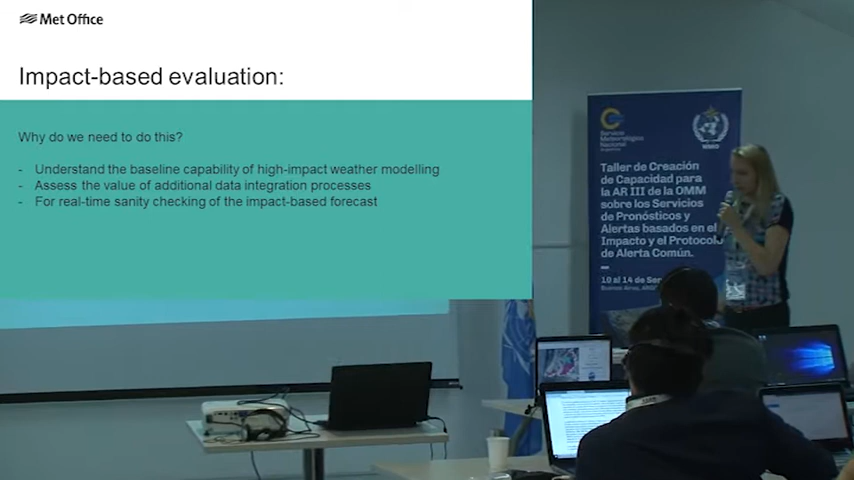 Met Office
Impact-based evaluation:
Why do we need to do this?
- Understand the baseline capability of high-impact weather modelling
- Assess the value of additional data integration processes
- For real-time sanity checking of the impact-based forecast
Servicio
Meteorológico
Nacional
Argentina
WMO
Taller de Creación
de Capacidad para
la AR III de la OMM
sobre los Servicios
de Pronósticos y
Alertas basados en el
Impacto y el Protocolo
de Alerta Común.
10 al 14 de
Buenos Aires,